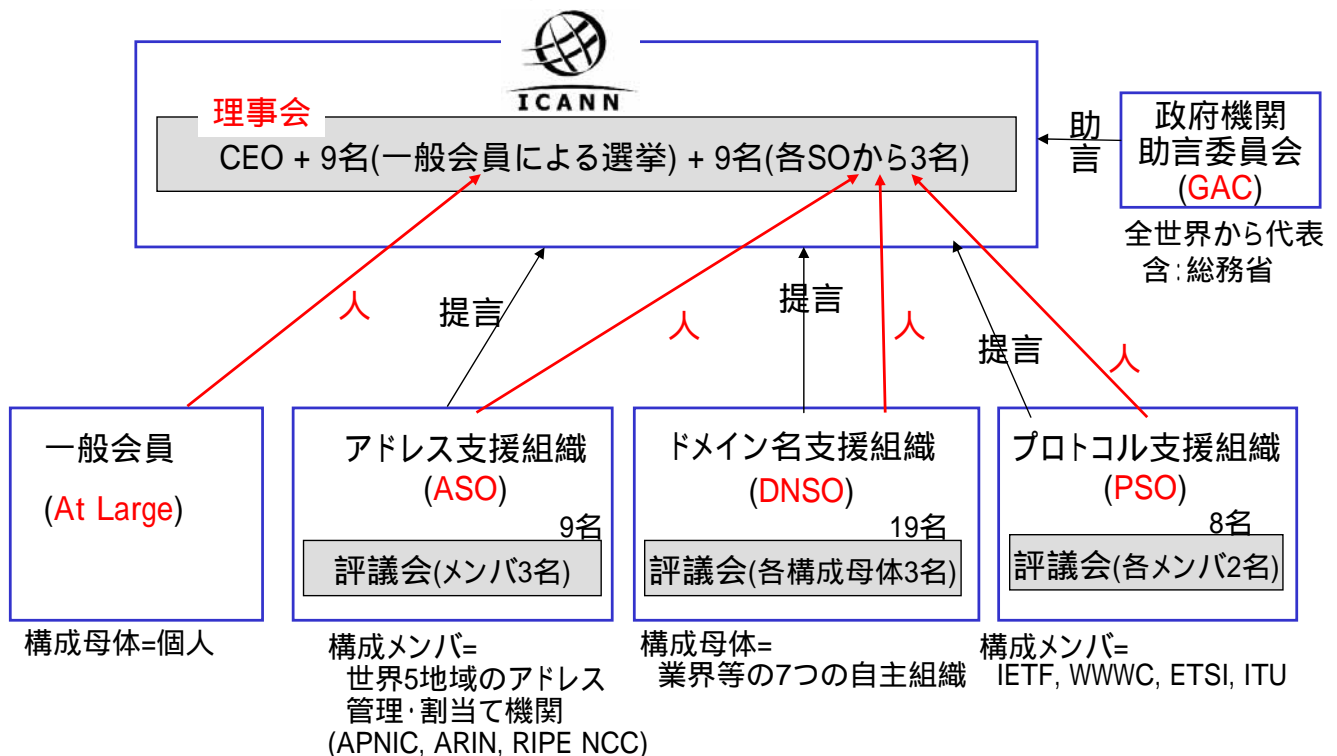 ICANN
理事会
CEO + 9名(一般会員による選挙) + 9名(各SOから3名)
助言
政府機関
助言委員会
(GAC)
全世界から代表
含:総務省
人
提言
人
提言
人
提言
人
一般会員
(At Large)
構成母体=個人
アドレス支援組織
(ASO)
9名
評議会(メンバ3名)
構成メンバ=
世界5地域のアドレス
管理・割当て機関
(APNIC, ARIN, RIPE NCC)
ドメイン名支援組織
(DNSO)
19名
評議会(各構成母体3名)
構成母体=
業界等の7つの自主組織
プロトコル支援組織
(PSO)
8名
評議会(各メンバ2名)
構成メンバ=
IETF, WWWC, ETSI, ITU